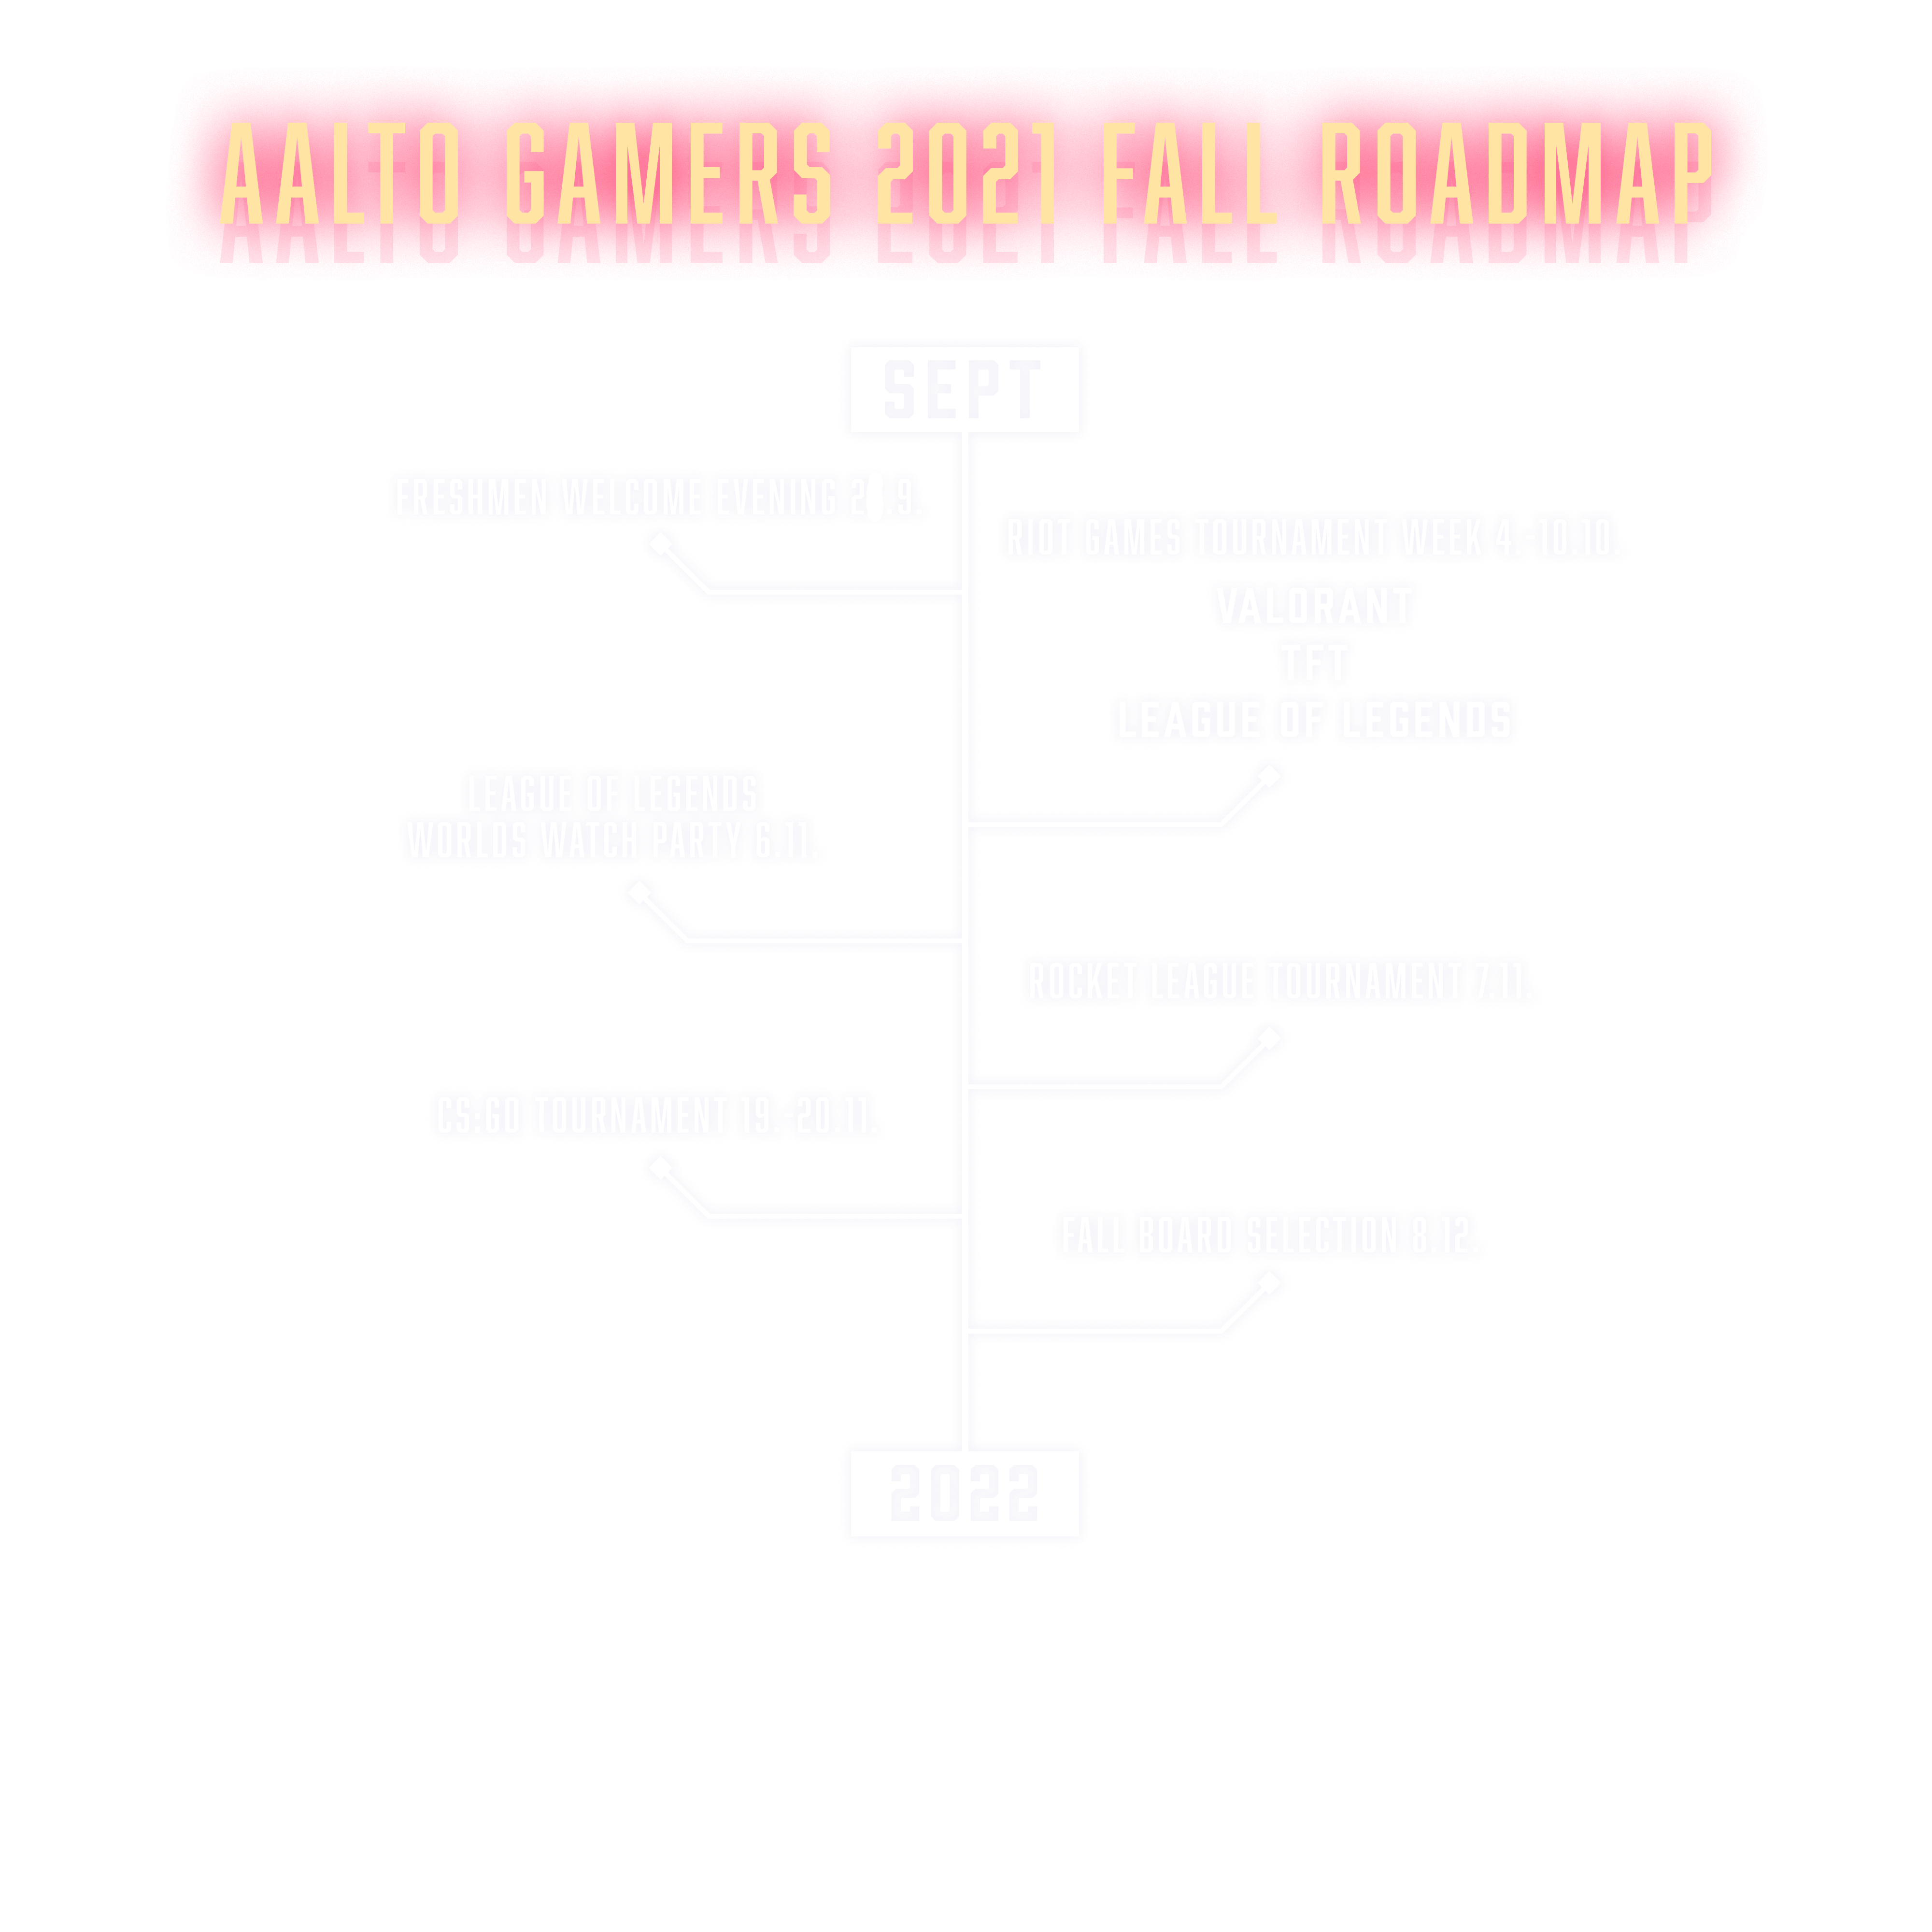 AALTO GAMERS 2021 FALL ROADMAP
SEPT
FRESHMEN WELCOME EVENING
RIOT GAMES TOURNAMENT WEEK 4.-10.10.
VALORANT
TFT
LEAGUE OF LEGENDS
LEAGUE OF LEGENDS
WORLDS WATCH PARTY 6.11.
ROCKET LEAGUE TOURNAMENT 7.11.
CS:GO TOURNAMENT 19.-20.11.
FALL BOARD SELECTION 8.12.
2022